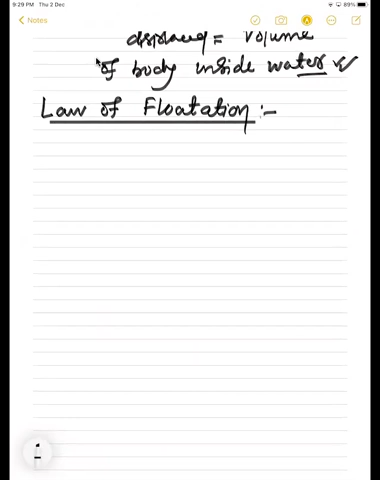 9:29 PM Thu 2 Dec 89%
Notes
= volume
of body inside water
Law of Floatation :-